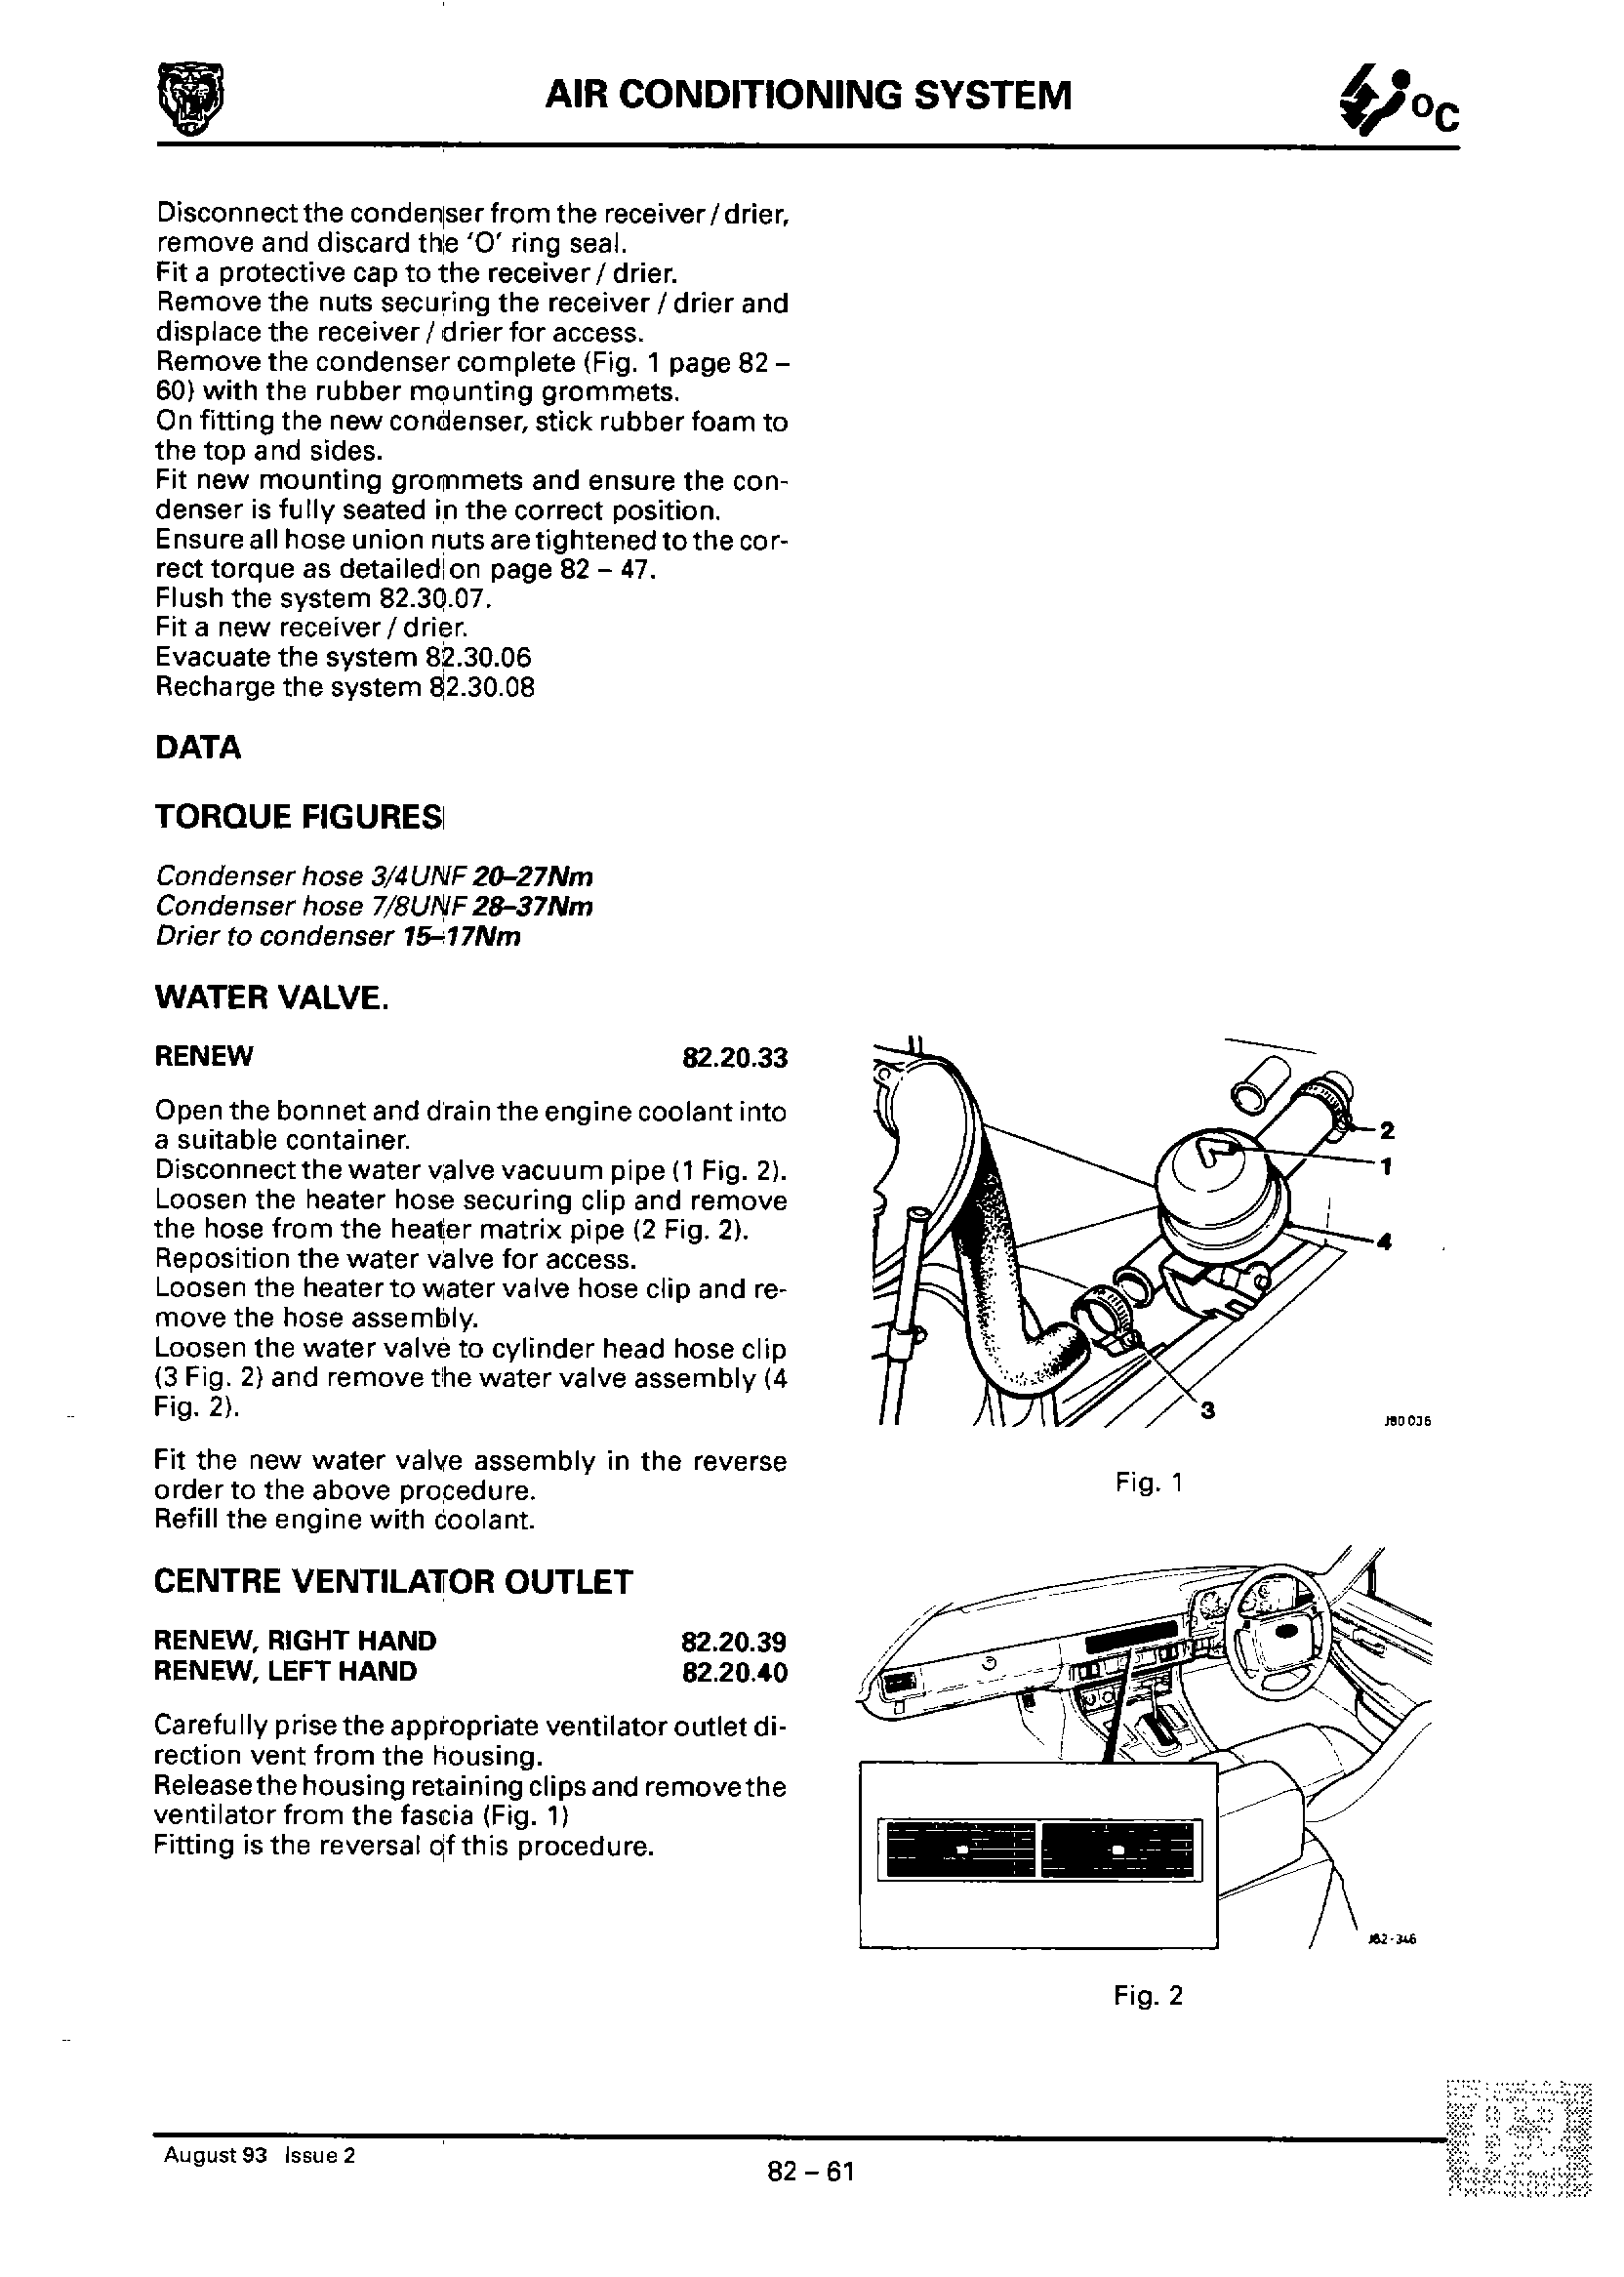 AIR CONDITIONING SYSTEM
°C
Disconnect the condenser from the receiver / drier,
remove and discard the 'O' ring seal.
Fit a protective cap to the receiver / drier.
Remove the nuts securing the receiver / drier and
displace the receiver / drier for access.
Remove the condenser complete (Fig. 1 page 82 –
60) with the rubber mounting grommets.
On fitting the new condenser, stick rubber foam to
the top and sides.
Fit new mounting grommets and ensure the con-
denser is fully seated in the correct position.
Ensure all hose union nuts are tightened to the cor-
rect torque as detailed on page 82 – 47.
Flush the system 82.30.07.
Fit a new receiver / drier.
Evacuate the system 82.30.06
Recharge the system 82.30.08
DATA
TORQUE FIGURES
Condenser hose 3/4UNF 20–27Nm
Condenser hose 7/8UNF 28–37Nm
Drier to condenser 15–17Nm
WATER VALVE.
RENEW 82.20.33
Open the bonnet and drain the engine coolant into
a suitable container.
Disconnect the water valve vacuum pipe (1 Fig. 2).
Loosen the heater hose securing clip and remove
the hose from the heater matrix pipe (2 Fig. 2).
Reposition the water valve for access.
Loosen the heater to water valve hose clip and re-
move the hose assembly.
Loosen the water valve to cylinder head hose clip
(3 Fig. 2) and remove the water valve assembly (4
Fig. 2).
Fit the new water valve assembly in the reverse
order to the above procedure.
Refill the engine with coolant.
CENTRE VENTILATOR OUTLET
RENEW, RIGHT HAND 82.20.39
RENEW, LEFT HAND 82.20.40
Carefully prise the appropriate ventilator outlet di-
rection vent from the housing.
Release the housing retaining clips and remove the
ventilator from the fascia (Fig. 1)
Fitting is the reversal of this procedure.
2
1
4
3
J80 036
Fig. 1
J82-346
Fig. 2
82
August 93 Issue 2
82 – 61